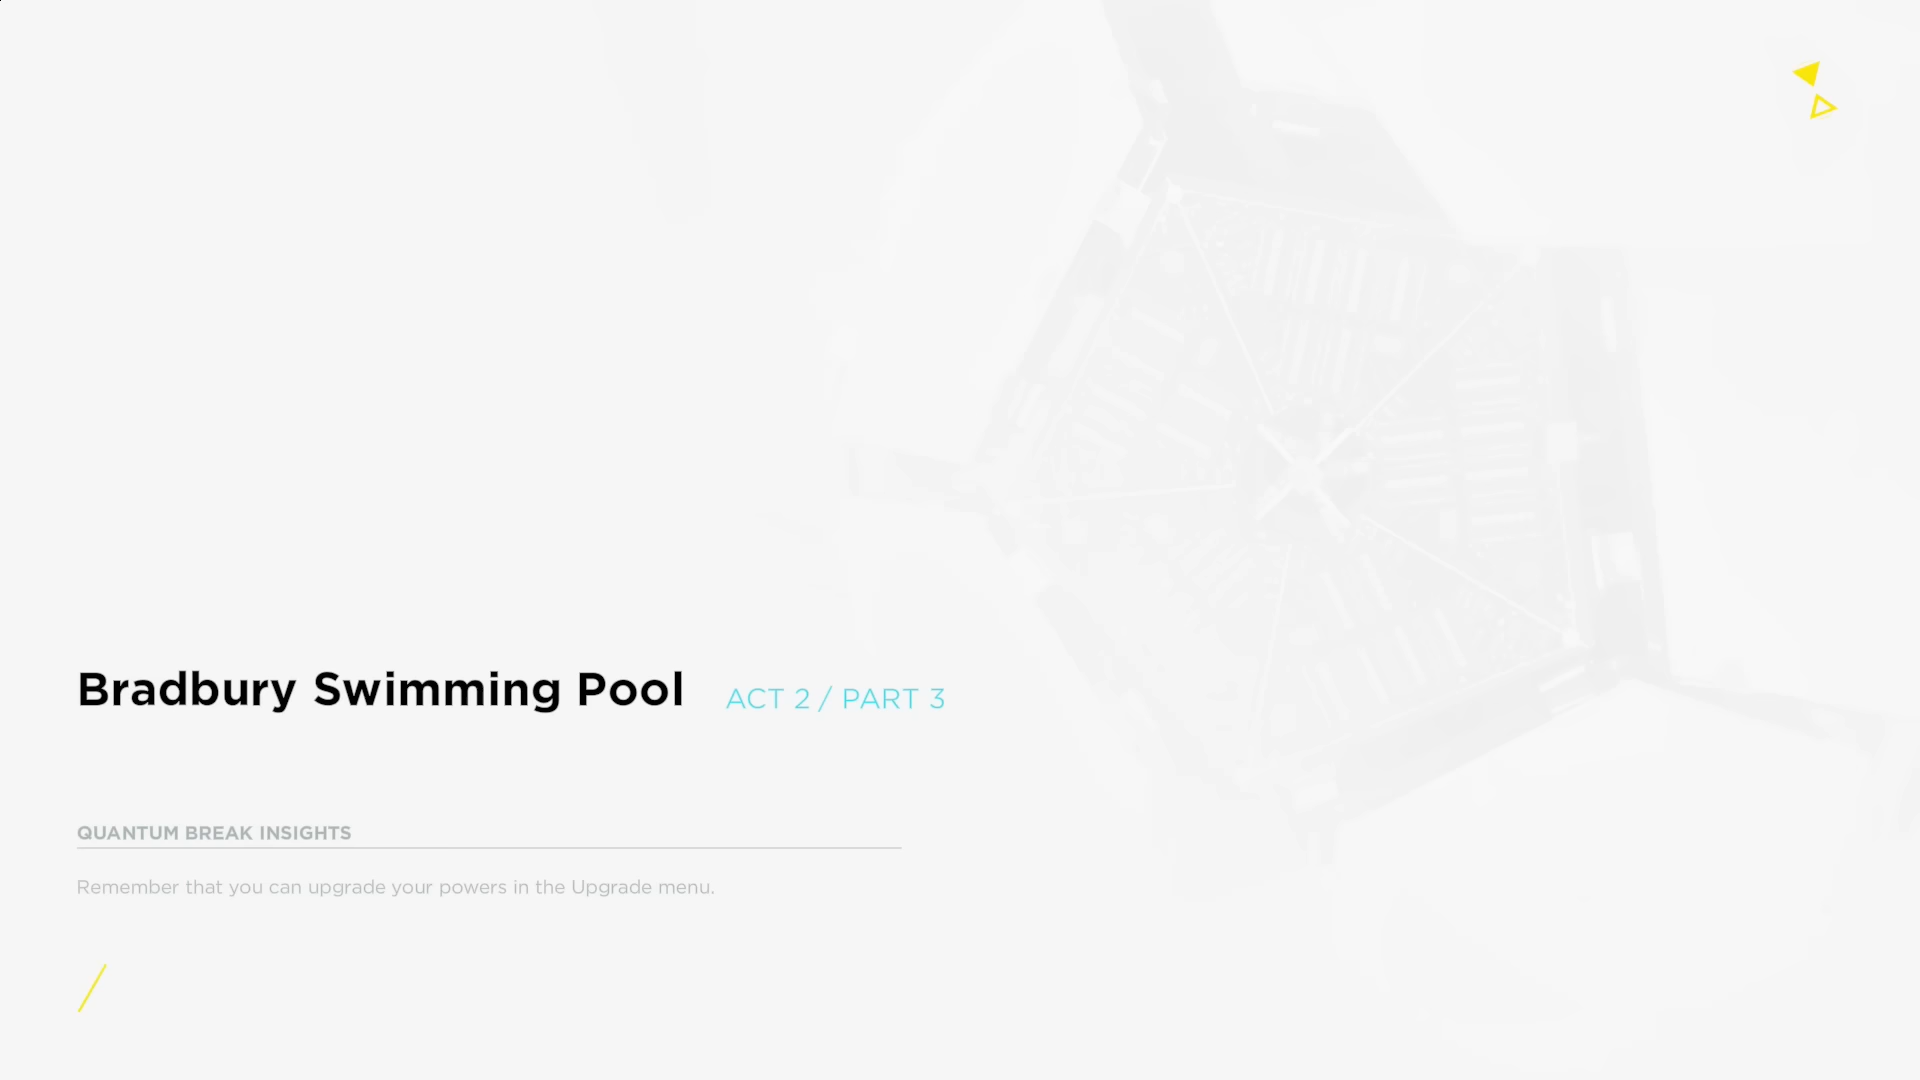 Bradbury Swimming Pool ACT 2 / PART 3
QUANTUM BREAK INSIGHTS
Remember that you can upgrade your powers in the Upgrade menu.